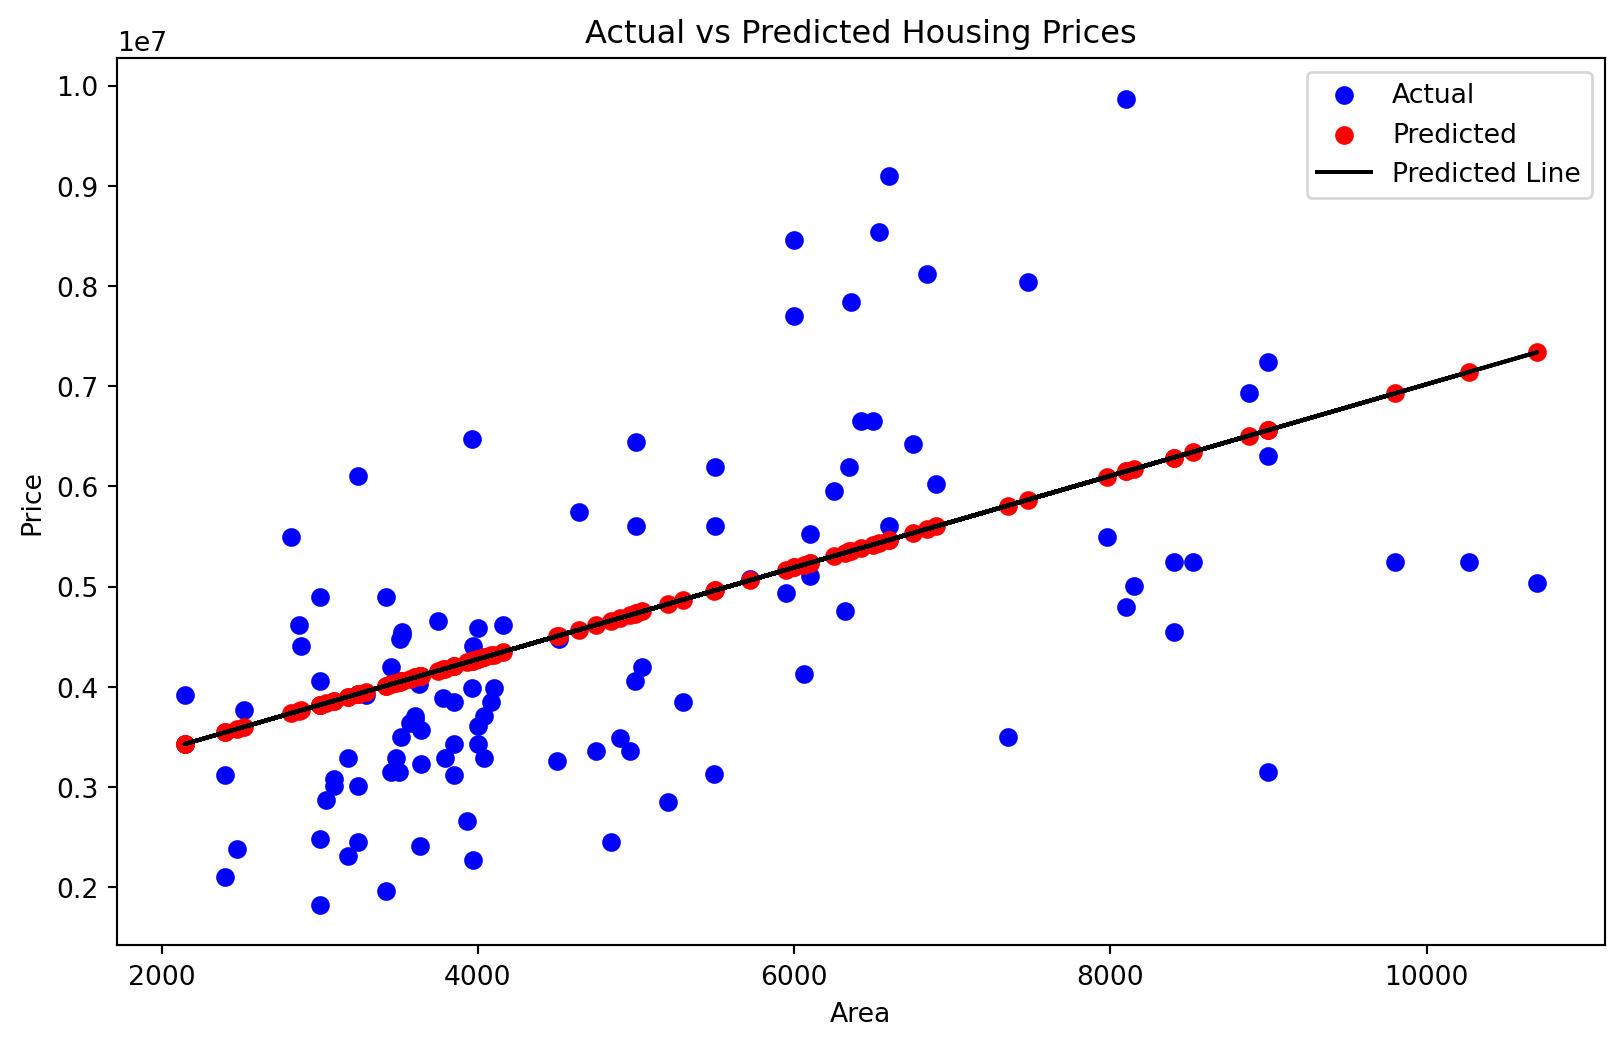 Actual vs Predicted Housing Prices
1e7
Actual
Predicted
Predicted Line
1.0
0.9
0.8
0.7
0.6
0.5
0.4
0.3
0.2
Price
2000 4000 6000 8000 10000
Area